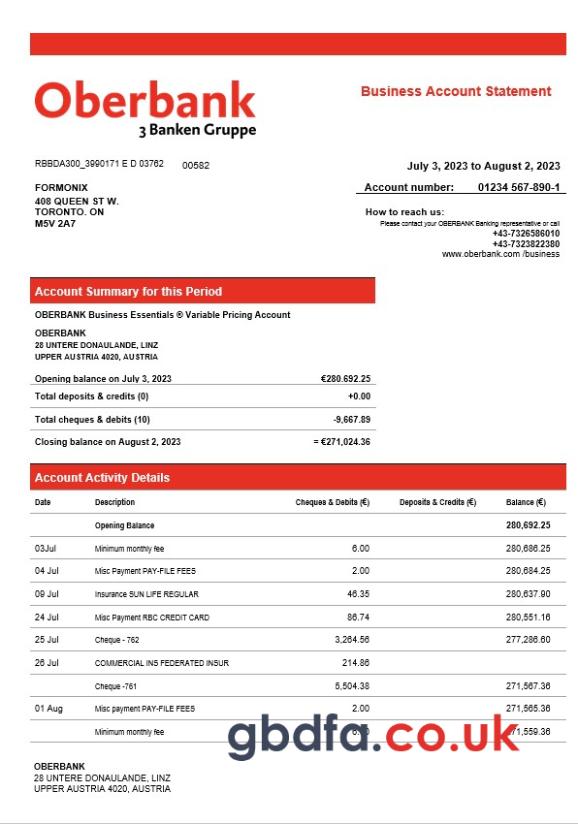 Oberbank
3 Banken Gruppe
Business Account Statement
RBBDA300_3990171 E D 03762 00582
July 3, 2023 to August 2, 2023
FORMONIX
408 QUEEN ST W.
TORONTO. ON
M5V 2A7
Account number: 01234 567-890-1
How to reach us:
Please contact your OBERBANK Banking representative or call
+43-7326586010
+43-7323822380
www.oberbank.com /business
Account Summary for this Period
OBERBANK Business Essentials ® Variable Pricing Account
OBERBANK
28 UNTERE DONAULANDE, LINZ
UPPER AUSTRIA 4020, AUSTRIA
Opening balance on July 3, 2023 €280.692.25
Total deposits & credits (0) +0.00
Total cheques & debits (10) -9,667.89
Closing balance on August 2, 2023 = €271,024.36
Account Activity Details
Date Description Cheques & Debits (€) Deposits & Credits (€) Balance (€)
Opening Balance 280,692.25
03Jul Minimum monthly fee 6.00 280,686.25
04 Jul Misc Payment PAY-FILE FEES 2.00 280,684.25
09 Jul Insurance SUN LIFE REGULAR 46.35 280,637.90
24 Jul Misc Payment RBC CREDIT CARD 86.74 280,551.16
25 Jul Cheque - 762 3,264.56 277,286.60
26 Jul COMMERCIAL INS FEDERATED INSUR 214.86
Cheque -761 5,504.38 271,567.36
01 Aug Misc payment PAY-FILE FEES 2.00 271,565.36
Minimum monthly fee
gbdfa.co.uk
OBERBANK
28 UNTERE DONAULANDE, LINZ
UPPER AUSTRIA 4020, AUSTRIA